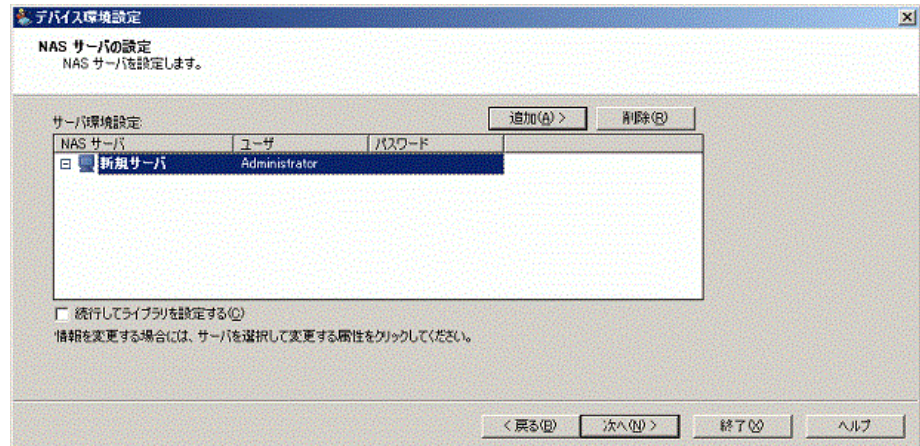 デバイス環境設定
NAS サーバの設定
NAS サーバを設定します。
サーバ環境設定:
追加(A) >
削除(R)
NAS サーバ ユーザ パスワード
新規サーバ Administrator
続行してライブラリを設定する(C)
情報を変更する場合には、サーバを選択して変更する属性をクリックしてください。
< 戻る(B) 次へ(N) > 終了(X) ヘルプ